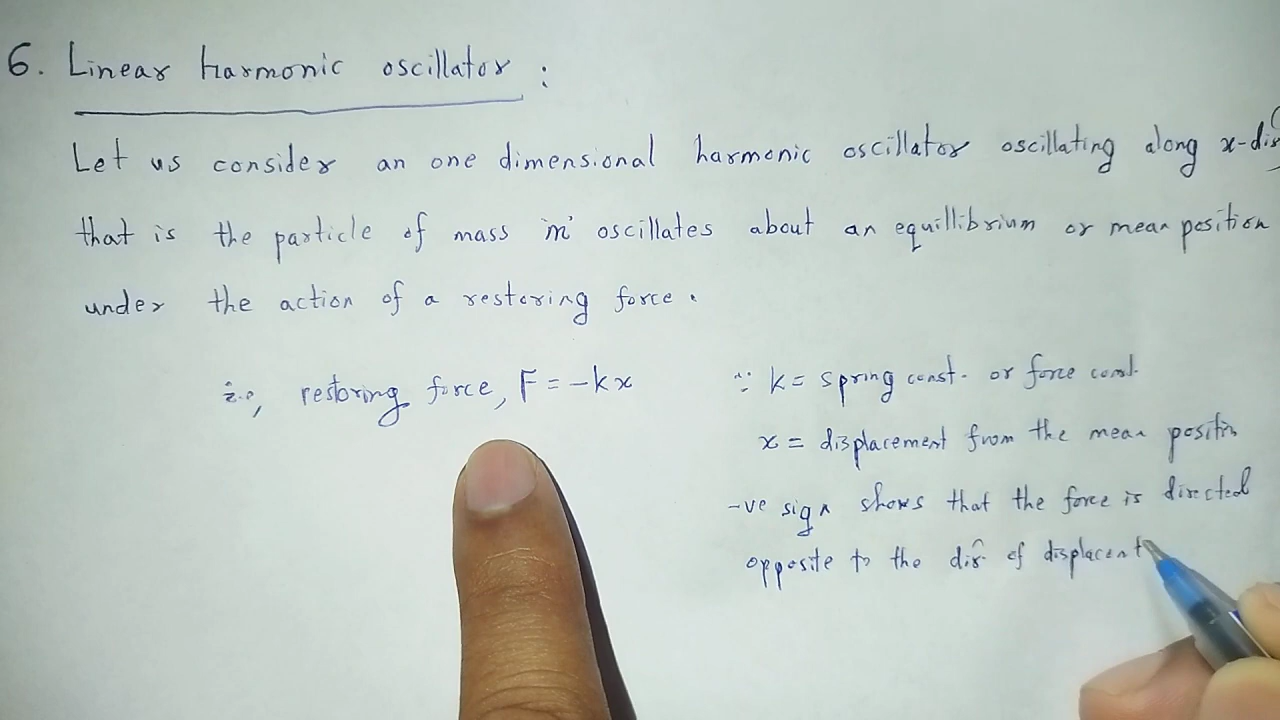 6. Linear harmonic oscillator :
Let us consider an one dimensional harmonic oscillator oscillating along x-dir
that is the particle of mass 'm' oscillates about an equillibrium or mean position
under the action of a restoring force.
i.e, restoring force, F = -kx
∵ k = spring const. or force const.
x = displacement from the mean position
-ve sign shows that the force is directed
opposite to the dir^n of displacent